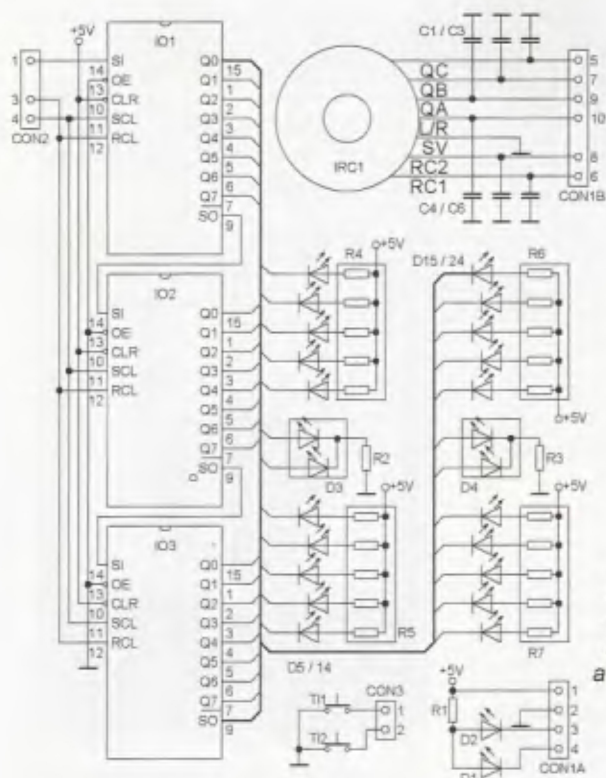 +5V
CON2
1
3
4
IO1
SI
OE
CLR
SCL
RCL
14
13
10
11
12
Q0
Q1
Q2
Q3
Q4
Q5
Q6
Q7
SO
15
1
2
3
4
5
6
7
9
IO2
SI
OE
CLR
SCL
RCL
14
13
10
11
12
Q0
Q1
Q2
Q3
Q4
Q5
Q6
Q7
SO
15
1
2
3
4
5
6
7
9
IO3
SI
OE
CLR
SCL
RCL
14
13
10
11
12
Q0
Q1
Q2
Q3
Q4
Q5
Q6
Q7
SO
15
1
2
3
4
5
6
7
9
IRC1
C1 / C3
QC
QB
QA
L/R
SV
RC2
RC1
C4 / C6
5
7
9
10
8
6
CON1B
R4
+5V
D15 / 24
R6
+5V
D3
R2
D4
R3
+5V
R5
+5V
R7
D5 / 14
Tl1
Tl2
CON3
1
2
+5V
R1
D2
D1
1
2
3
4
CON1A
a